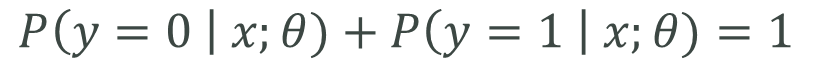 P(y = 0 | x; θ) + P(y = 1 | x; θ) = 1